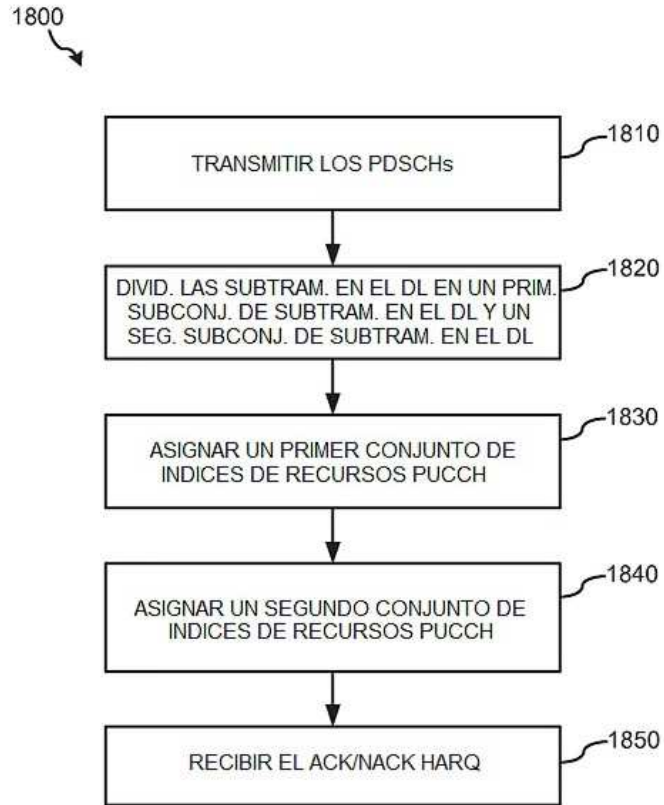 1800
TRANSMITIR LOS PDSCHs
1810
DIVID. LAS SUBTRAM. EN EL DL EN UN PRIM.
SUBCONJ. DE SUBTRAM. EN EL DL Y UN
SEG. SUBCONJ. DE SUBTRAM. EN EL DL
1820
ASIGNAR UN PRIMER CONJUNTO DE
INDICES DE RECURSOS PUCCH
1830
ASIGNAR UN SEGUNDO CONJUNTO DE
INDICES DE RECURSOS PUCCH
1840
RECIBIR EL ACK/NACK HARQ
1850